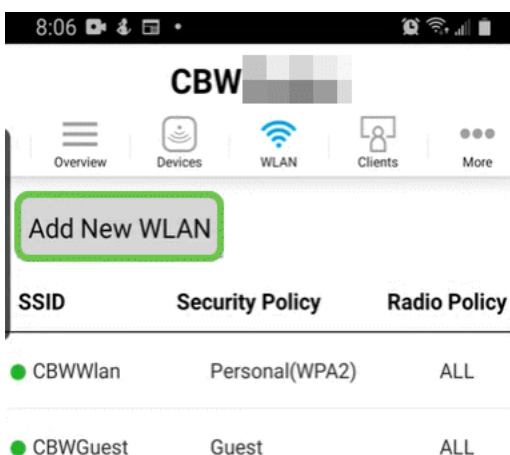 8:06
CBW
Overview Devices WLAN Clients More
Add New WLAN
SSID Security Policy Radio Policy
CBWWlan Personal(WPA2) ALL
CBWGuest Guest ALL